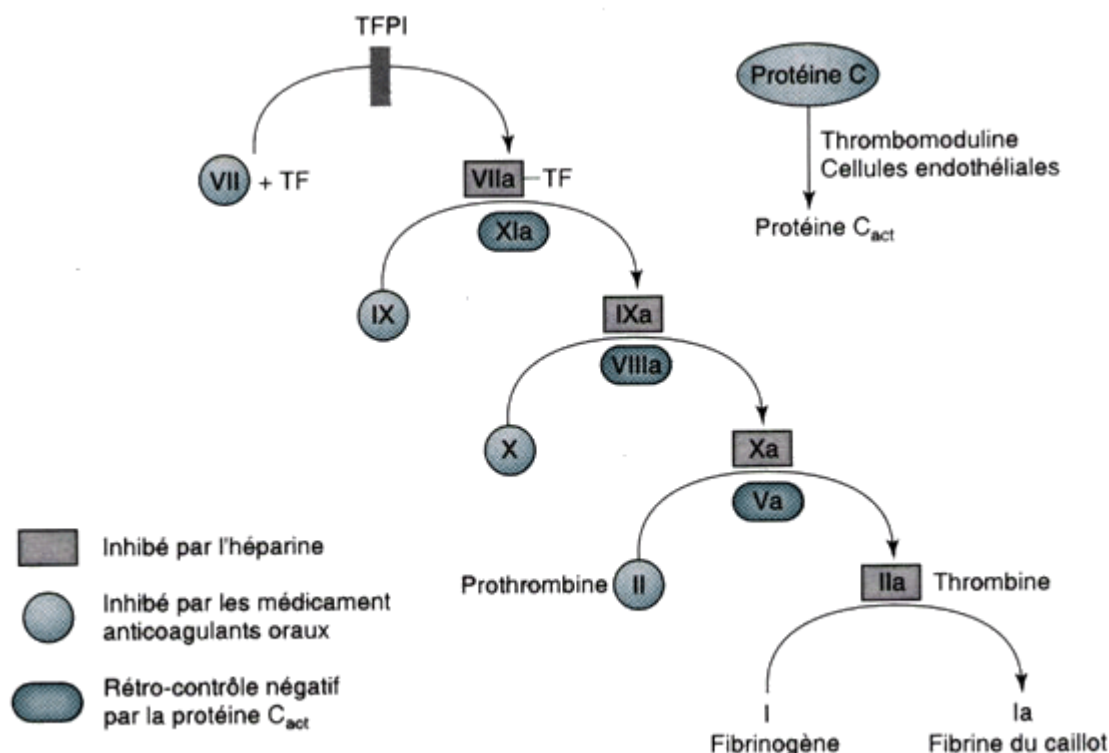 TFPI
Protéine C
Thrombomoduline
Cellules endothéliales
Protéine Cact
VII + TF
VIIa TF
XIa
IX
IXa
VIIIa
X
Xa
Va
Prothrombine II
IIa Thrombine
I
Fibrinogène
Ia
Fibrine du caillot
Inhibé par l'héparine
Inhibé par les médicament
anticoagulants oraux
Rétro-contrôle négatif
par la protéine Cact